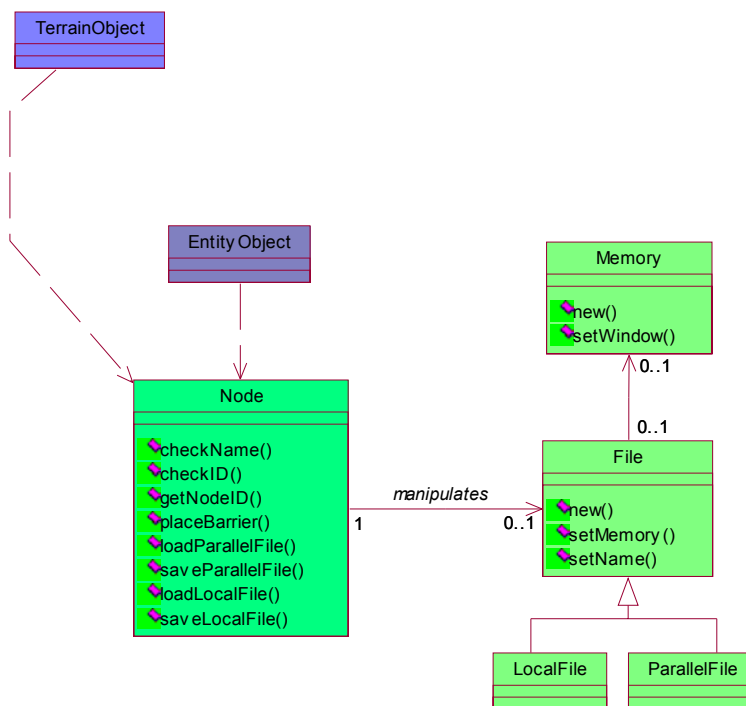 TerrainObject
Entity Object
Memory
new()
setWindow()
0..1
0..1
Node
checkName()
checkID()
getNodeID()
placeBarrier()
loadParallelFile()
saveParallelFile()
loadLocalFile()
saveLocalFile()
manipulates
1
0..1
File
new()
setMemory()
setName()
LocalFile
ParallelFile